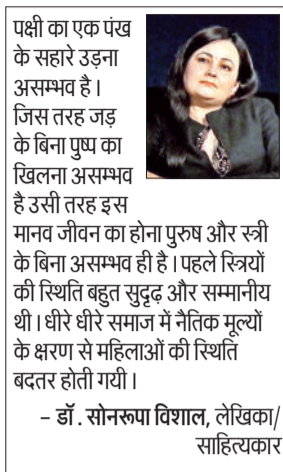 पक्षी का एक पंख
के सहारे उड़ना
असम्भव है ।
जिस तरह जड़
के बिना पुष्प का
खिलना असम्भव
है उसी तरह इस
मानव जीवन का होना पुरुष और स्त्री
के बिना असम्भव ही है । पहले स्त्रियों
की स्थिति बहुत सुदृढ़ और सम्मानीय
थी । धीरे धीरे समाज में नैतिक मूल्यों
के क्षरण से महिलाओं की स्थिति
बदतर होती गयी ।
– डॉ . सोनरूपा विशाल, लेखिका/
साहित्यकार